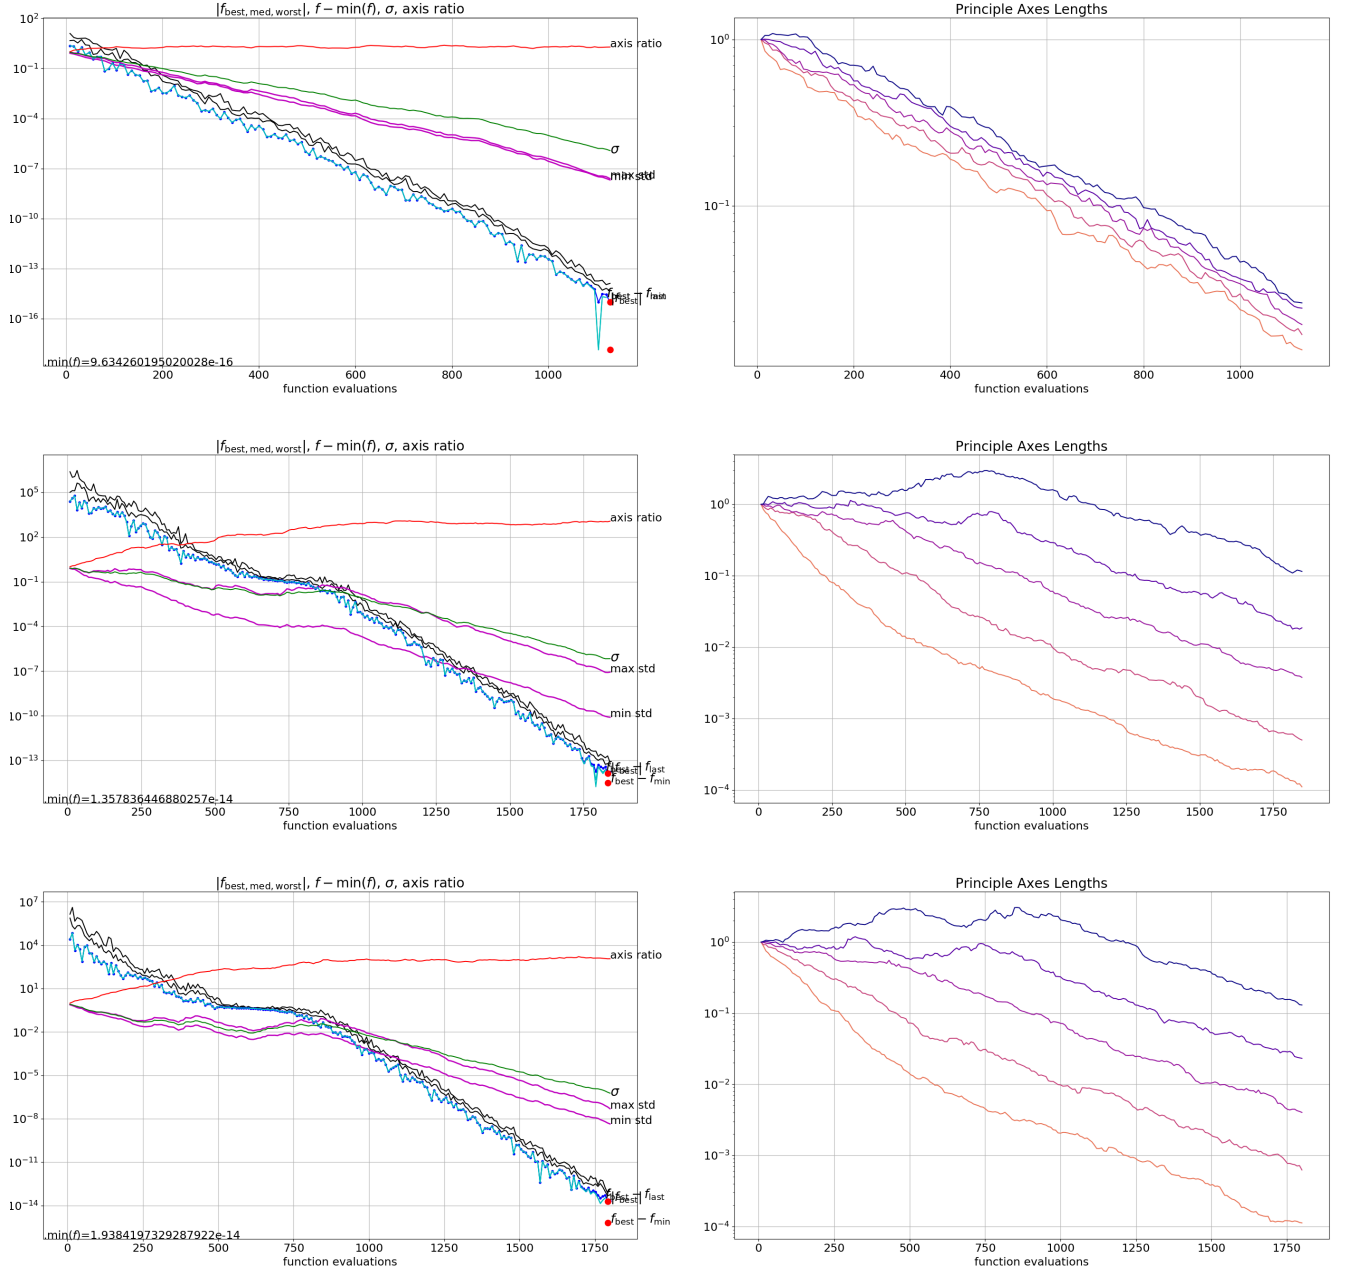 |f_best, med, worst|, f − min(f), σ, axis ratio
10^2
10^-1
10^-4
10^-7
10^-10
10^-13
10^-16
axis ratio
σ
max std
min std
.min(f)=9.634260195020028e-16
0 200 400 600 800 1000
function evaluations
Principle Axes Lengths
10^0
10^-1
0 200 400 600 800 1000
function evaluations
|f_best, med, worst|, f − min(f), σ, axis ratio
10^5
10^2
10^-1
10^-4
10^-7
10^-10
10^-13
axis ratio
σ
max std
min std
f_best − f_min
.min(f)=1.357836446880257e-14
0 250 500 750 1000 1250 1500 1750
function evaluations
Principle Axes Lengths
10^0
10^-1
10^-2
10^-3
10^-4
0 250 500 750 1000 1250 1500 1750
function evaluations
|f_best, med, worst|, f − min(f), σ, axis ratio
10^7
10^4
10^1
10^-2
10^-5
10^-8
10^-11
10^-14
axis ratio
σ
max std
min std
f_best − f_min
.min(f)=1.9384197329287922e-14
0 250 500 750 1000 1250 1500 1750
function evaluations
Principle Axes Lengths
10^0
10^-1
10^-2
10^-3
10^-4
0 250 500 750 1000 1250 1500 1750
function evaluations